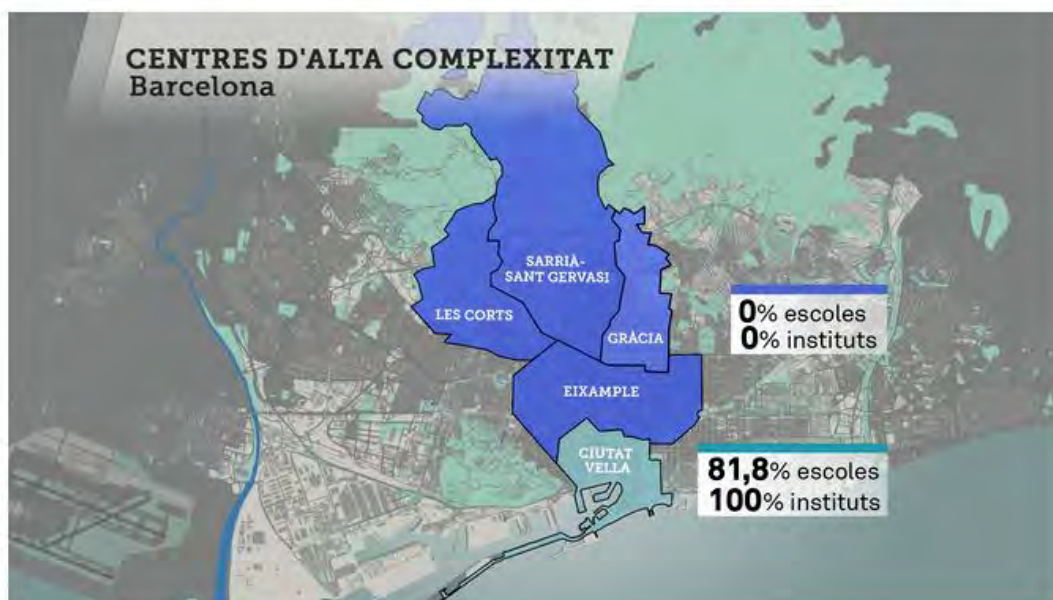 CENTRES D'ALTA COMPLEXITAT
Barcelona
SARRIÀ-
SANT GERVASI
LES CORTS
GRÀCIA
0% escoles
0% instituts
EIXAMPLE
CIUTAT
VELLA
81,8% escoles
100% instituts